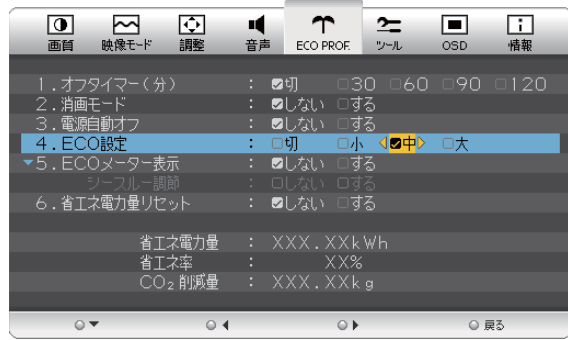 画質 映像モード 調整 音声 ECO PROF. ツール OSD 情報
1.オフタイマー(分) : ☑切 □30 □60 □90 □120
2.消画モード : ☑しない □する
3.電源自動オフ : ☑しない □する
4.ECO設定 : □切 □小 ☑中 □大
5.ECOメーター表示 : ☑しない □する
シースルー調節 : □しない □する
6.省エネ電力量リセット : ☑しない □する
省エネ電力量 : XXX.XXkWh
省エネ率 : XX%
CO₂削減量 : XXX.XXkg
戻る